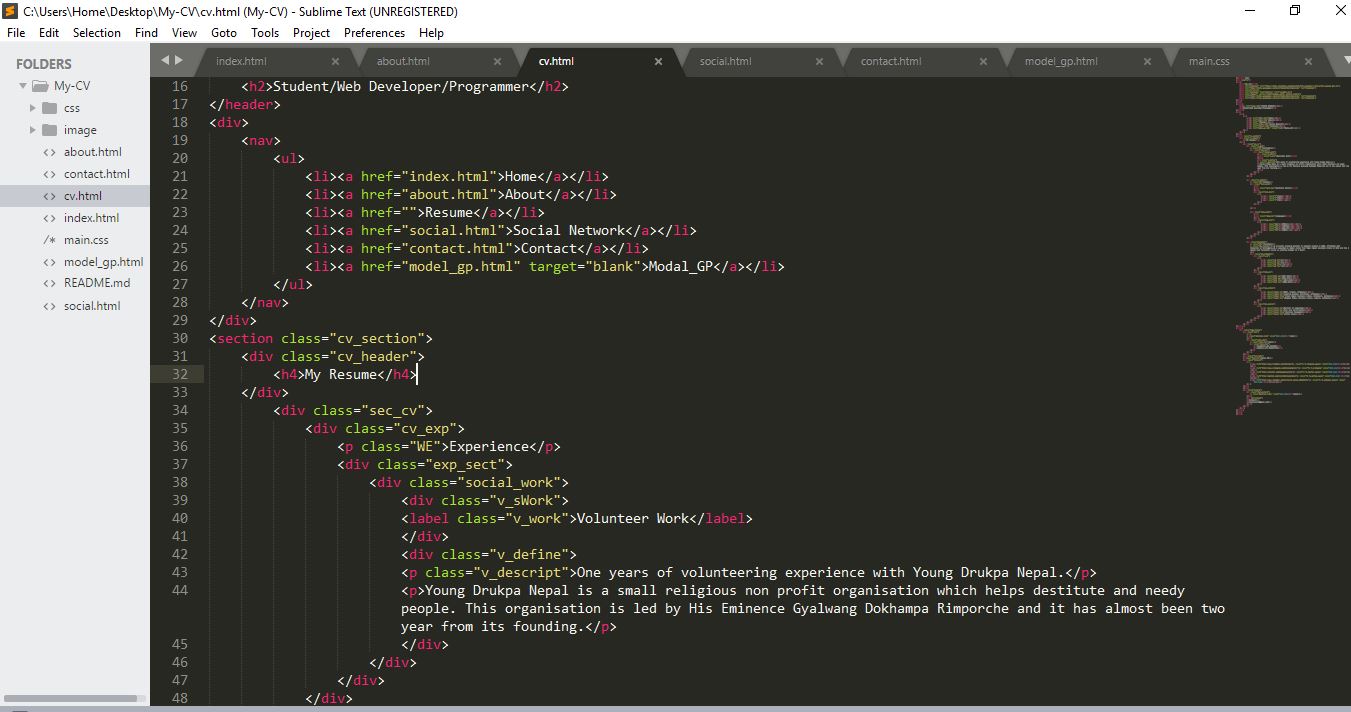 C:\Users\Home\Desktop\My-CV\cv.html (My-CV) - Sublime Text (UNREGISTERED)
File Edit Selection Find View Goto Tools Project Preferences Help
FOLDERS
My-CV
css
image
about.html
contact.html
cv.html
index.html
/* main.css
model_gp.html
README.md
social.html
index.html × about.html × cv.html × social.html × contact.html × model_gp.html × main.css ×
16 <h2>Student/Web Developer/Programmer</h2>
17 </header>
18 <div>
19 <nav>
20 <ul>
21 <li><a href="index.html">Home</a></li>
22 <li><a href="about.html">About</a></li>
23 <li><a href="">Resume</a></li>
24 <li><a href="social.html">Social Network</a></li>
25 <li><a href="contact.html">Contact</a></li>
26 <li><a href="model_gp.html" target="blank">Modal_GP</a></li>
27 </ul>
28 </nav>
29 </div>
30 <section class="cv_section">
31 <div class="cv_header">
32 <h4>My Resume</h4>
33 </div>
34 <div class="sec_cv">
35 <div class="cv_exp">
36 <p class="WE">Experience</p>
37 <div class="exp_sect">
38 <div class="social_work">
39 <div class="v_sWork">
40 <label class="v_work">Volunteer Work</label>
41 </div>
42 <div class="v_define">
43 <p class="v_descript">One years of volunteering experience with Young Drukpa Nepal.</p>
44 <p>Young Drukpa Nepal is a small religious non profit organisation which helps destitute and needy
people. This organisation is led by His Eminence Gyalwang Dokhampa Rimporche and it has almost been two
year from its founding.</p>
45 </div>
46 </div>
47 </div>
48 </div>